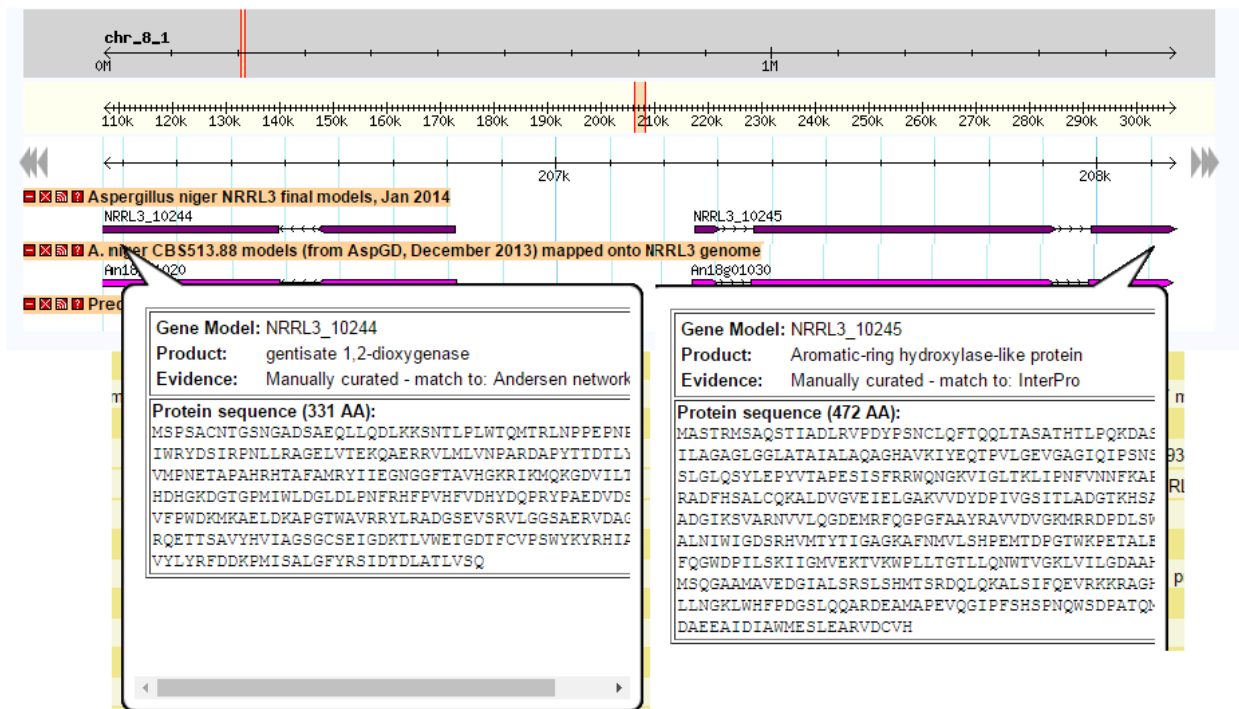 chr_8_1
0M 1M
110k 120k 130k 140k 150k 160k 170k 180k 190k 200k 210k 220k 230k 240k 250k 260k 270k 280k 290k 300k
207k 208k
Aspergillus niger NRRL3 final models, Jan 2014
NRRL3_10244 NRRL3_10245
A. niger CBS513.88 models (from AspGD, December 2013) mapped onto NRRL3 genome
An18g01030
Gene Model: NRRL3_10244
Product: gentisate 1,2-dioxygenase
Evidence: Manually curated - match to: Andersen network
Protein sequence (331 AA):
MSPSACNTGSNGADSAEQLLQDLKKSNTLPLWTQMTRLNPPEPNP
IWRYDSIRPNLLRAGELVTEKQAERRVLMLVNPARDAPYTTDTLY
VMPNETAPAHRHTAFAMRYIIEGNGGFTAVHGKRIKMQKGDVILT
HDHGKDGTGPMIWLDGLDLPNFRHFPVHFVDHYDQPRYPAEDVDS
VFPWDKMKAELDKAPGTWAVRRYLRADGSEVSRVLGGSAERVDAG
RQETTSAVYHVIAGSGCSEIGDKTLVWETGDTFCVPSWYKYRHIA
VYLYRFDDKPMISALGFYRSIDTDLATLVSQ
Gene Model: NRRL3_10245
Product: Aromatic-ring hydroxylase-like protein
Evidence: Manually curated - match to: InterPro
Protein sequence (472 AA):
MASTRMSAQSTIADLRVPDYPSNCLQFTQQLTASATHTLPQKDAS
ILAGAGLGGLATAIALAQAGHAVKIYEQTPVLGEVGAGIQIPSNS
SLGLQSYLEPYVTAPESISFRRWQNGKVIGLTKLIPNFVNNFKAP
RADFHSALCQKALDVGVEIELGAKVVDYDPIVGSITLADGTKHSA
ADGIKSVARNVVLQGDEMRFQGPGFAAYRAVVDVGKMRRDPDLSW
ALNIWIGDSRHVMTYTIGAGKAFNMVLSHPEMTDPGTWKPETALE
FQGWDPILSKIIGMVEKTVKWPLLTGTLLQNWTVGKLVILGDAAH
MSQGAAMAVEDGIALSRSLSHMTSRDQLQKALSIFQEVRKKRAGH
LLNGKLWHFPDGSLQQARDEAMAPEVQGIPFSHSPNQWSDPATQM
DAEEAIDIAWMESLEARVDCVH